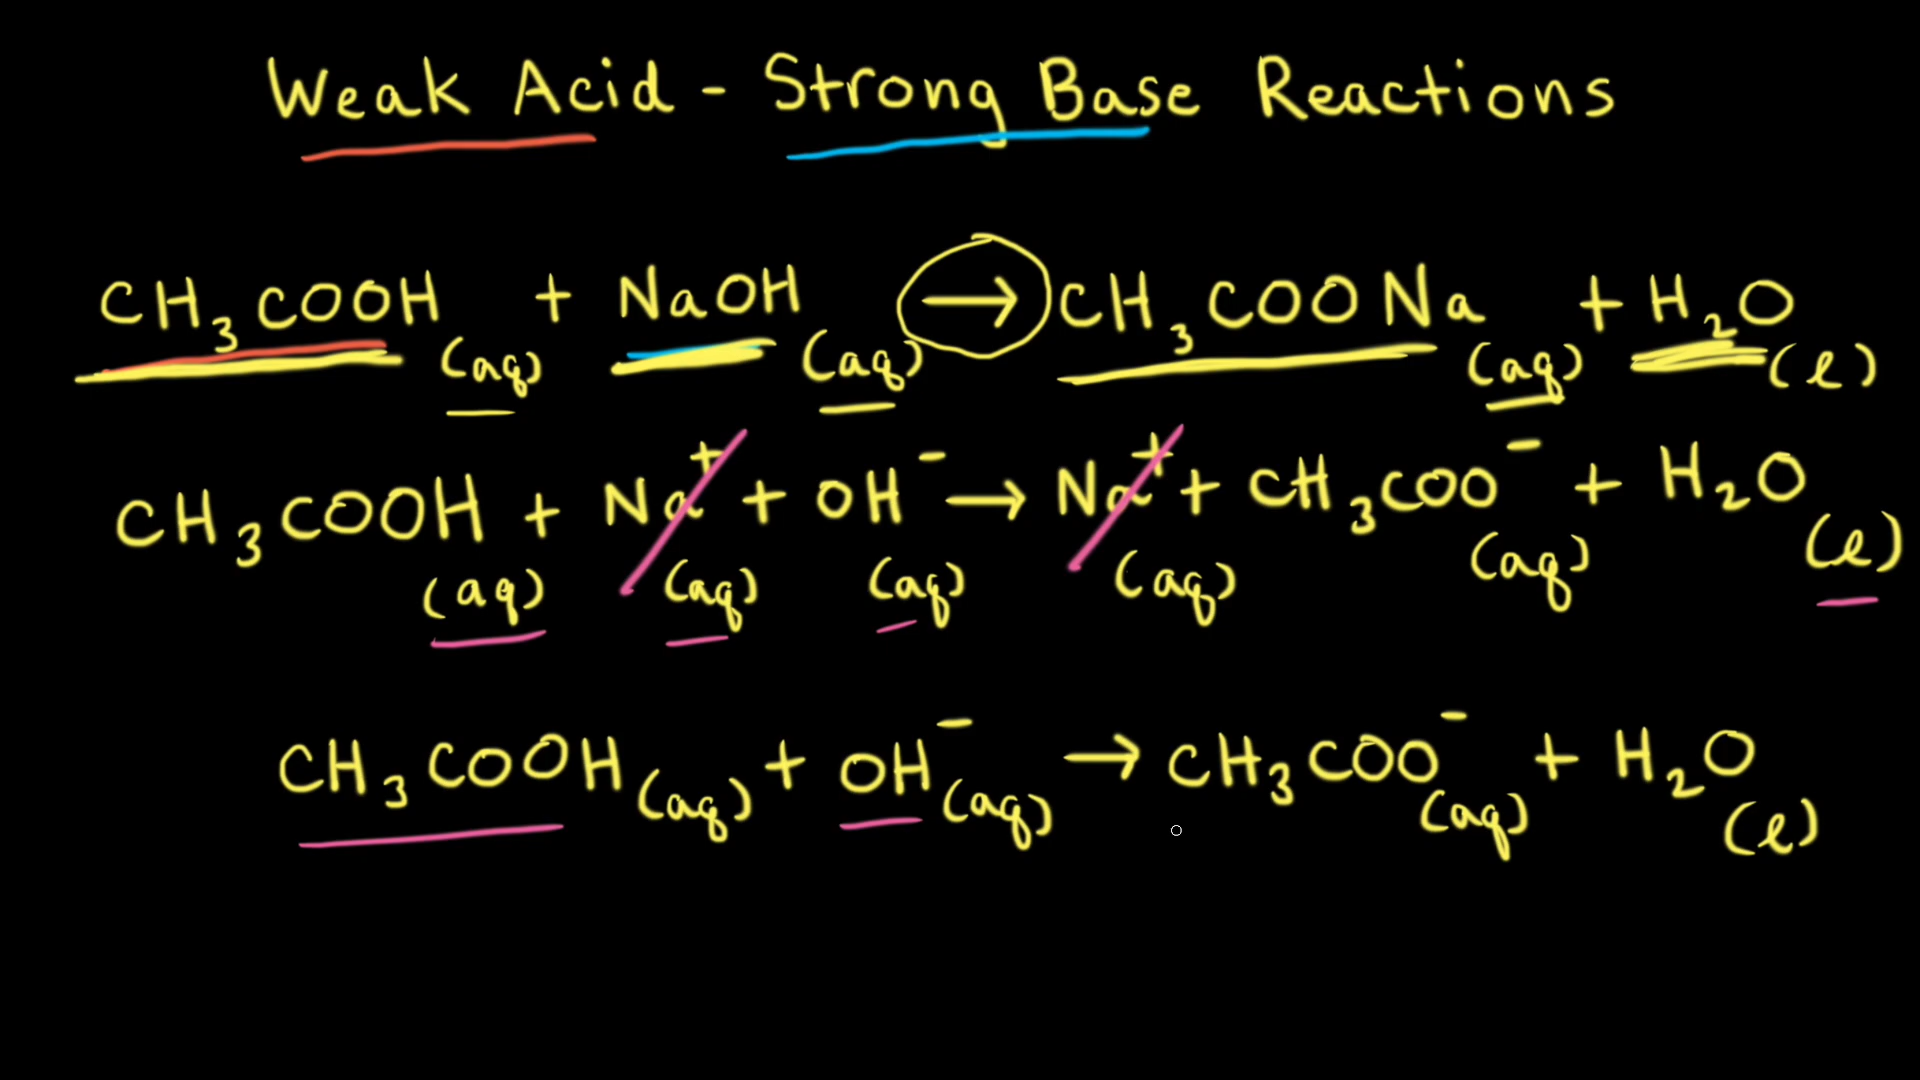 Weak Acid - Strong Base Reactions
CH₃COOH(aq) + NaOH(aq) → CH₃COONa(aq) + H₂O(l)
CH₃COOH(aq) + Na⁺(aq) + OH⁻(aq) → Na⁺(aq) + CH₃COO⁻(aq) + H₂O(l)
CH₃COOH(aq) + OH⁻(aq) → CH₃COO⁻(aq) + H₂O(l)